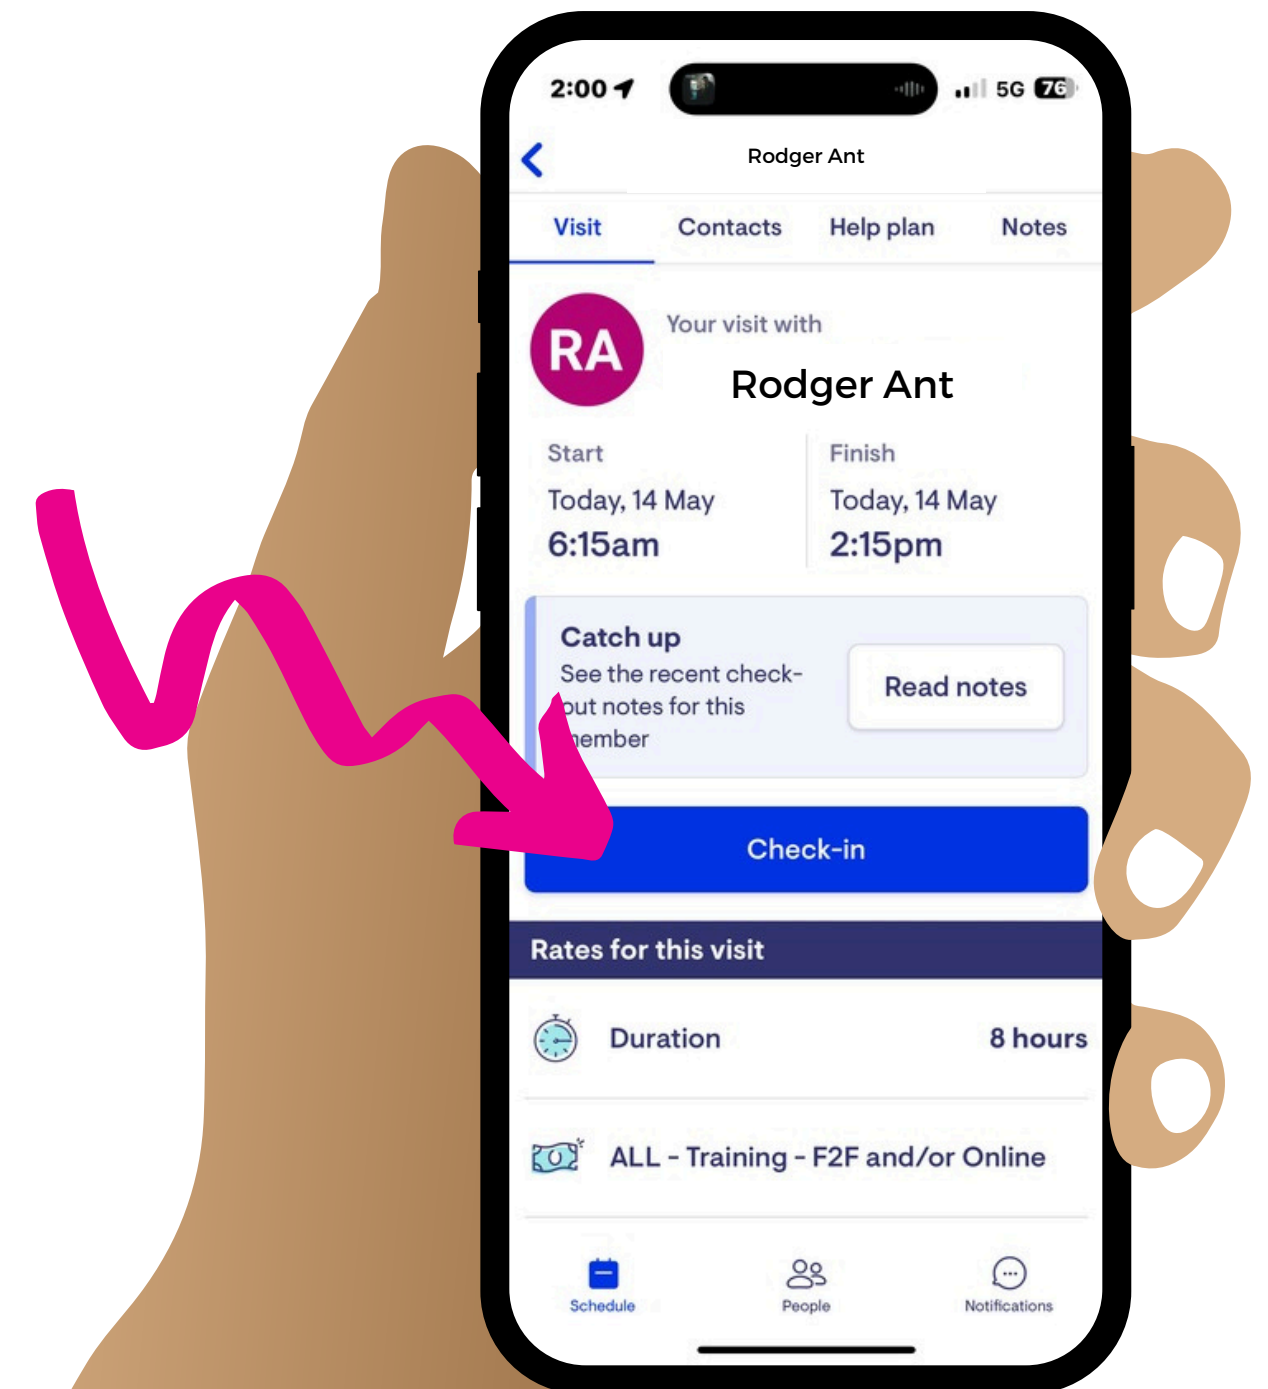 2:00 5G 76
Rodger Ant
Visit Contacts Help plan Notes
RA
Your visit with
Rodger Ant
Start Finish
Today, 14 May Today, 14 May
6:15am 2:15pm
Catch up
See the recent check-
out notes for this
member
Read notes
Check-in
Rates for this visit
Duration 8 hours
ALL - Training - F2F and/or Online
Schedule People Notifications